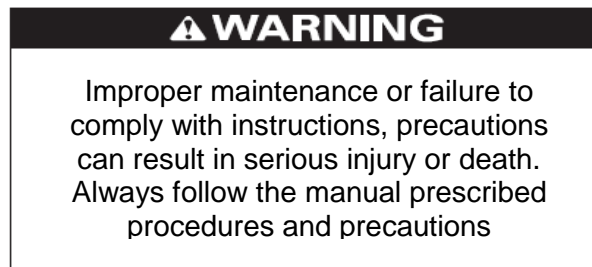 WARNING
Improper maintenance or failure to
comply with instructions, precautions
can result in serious injury or death.
Always follow the manual prescribed
procedures and precautions